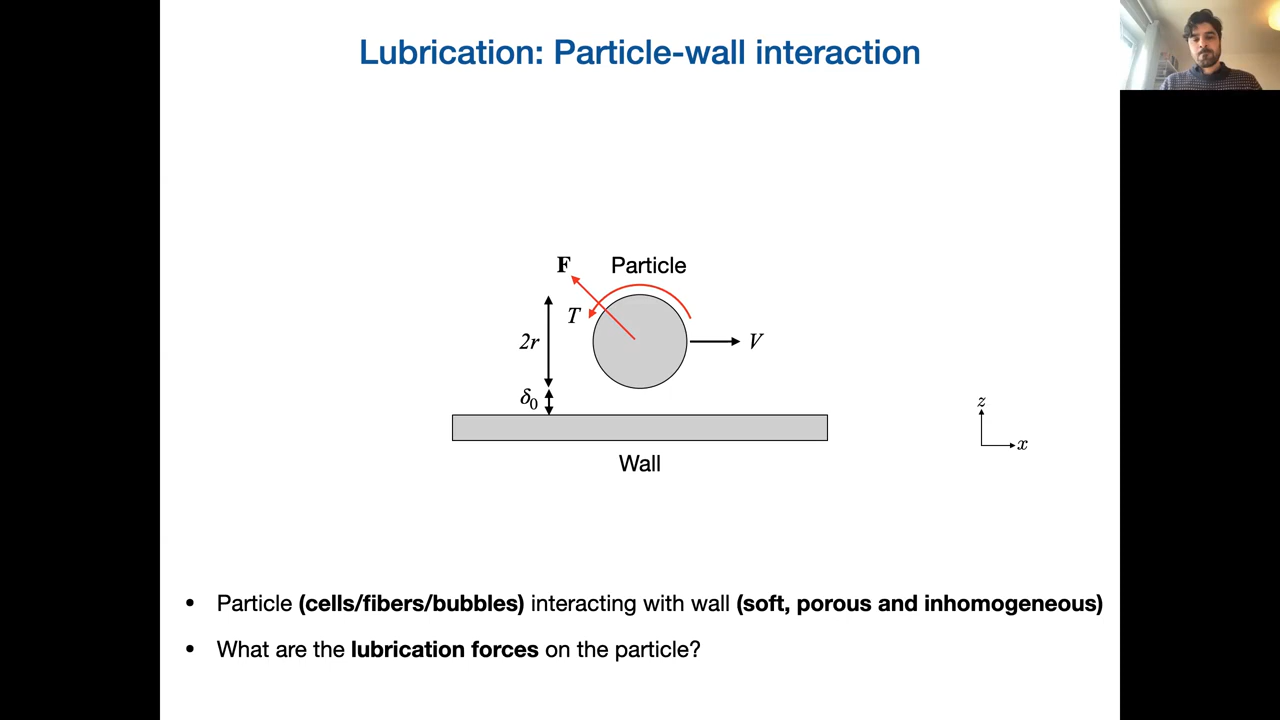 Lubrication: Particle-wall interaction
F
Particle
T
2r
V
δ0
z
x
Wall
• Particle (cells/fibers/bubbles) interacting with wall (soft, porous and inhomogeneous)
• What are the lubrication forces on the particle?